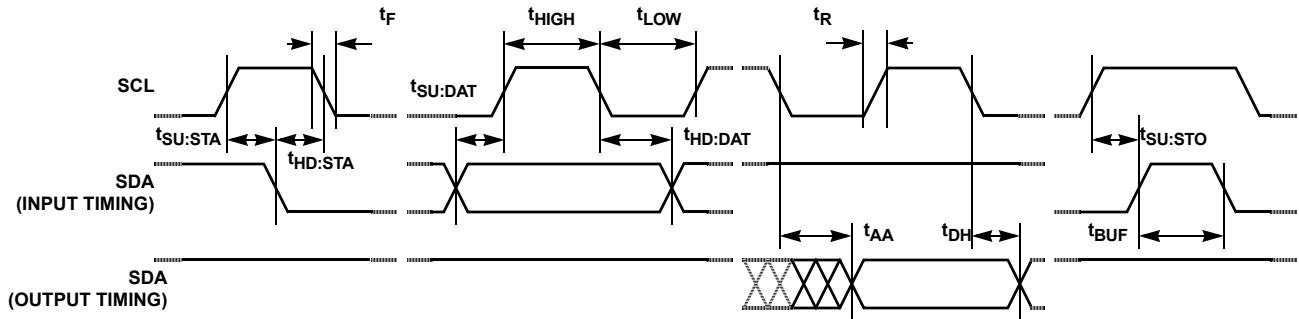 tF
tHIGH
tLOW
tR
SCL
tSU:DAT
tSU:STA
tHD:STA
tHD:DAT
tSU:STO
SDA
(INPUT TIMING)
tAA
tDH
tBUF
SDA
(OUTPUT TIMING)